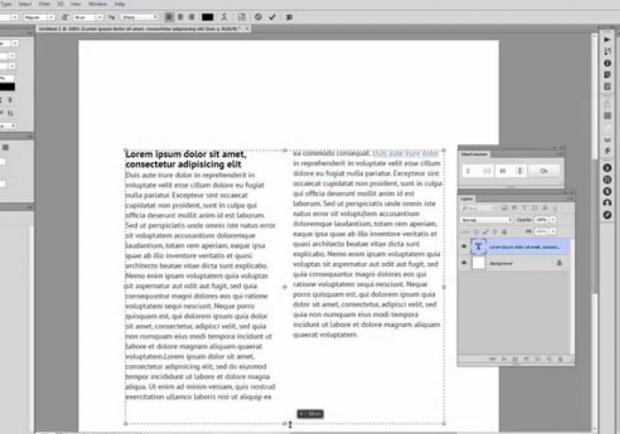 Type Select Filter 3D View Window Help
Regular
Sharp
Lorem ipsum dolor sit amet,
consectetur adipisicing elit
Duis aute irure dolor in reprehenderit in
voluptate velit esse cillum dolore eu fugiat
nulla pariatur. Excepteur sint occaecat
cupidatat non proident, sunt in culpa qui
officia deserunt mollit anim id est laborum.
Sed ut perspiciatis unde omnis iste natus error
sit voluptatem accusantium doloremque
laudantium, totam rem aperiam, eaque ipsa
quae ab illo inventore veritatis et quasi
architecto beatae vitae dicta sunt explicabo.
Nemo enim ipsam voluptatem quia voluptas
sit aspernatur aut odit aut fugit, sed quia
consequuntur magni dolores eos qui ratione
voluptatem sequi nesciunt. Neque porro
quisquam est, qui dolorem ipsum quia dolor
sit amet, consectetur, adipisci velit, sed quia
non numquam eius modi tempora incidunt ut
labore et dolore magnam aliquam quaerat
voluptatem.Lorem ipsum dolor sit amet,
consectetur adipisicing elit, sed do eiusmod
tempor incididunt ut labore et dolore magna
aliqua. Ut enim ad minim veniam, quis nostrud
exercitation ullamco laboris nisi ut aliquip ex
ea commodo consequat. Duis aute irure dolor
in reprehenderit in voluptate velit esse cillum
dolore eu fugiat nulla pariatur. Excepteur sint
occaecat cupidatat non proident, sunt in culpa
qui officia deserunt mollit anim id est laborum.
Sed ut perspiciatis unde omnis iste
natus error sit voluptatem accusantium
doloremque laudantium, totam rem aperiam,
eaque ipsa quae ab illo inventore veritatis et
quasi architecto beatae vitae dicta sunt
explicabo. Nemo enim ipsam voluptatem quia
voluptas sit aspernatur aut odit aut fugit, sed
quia consequuntur magni dolores eos qui
ratione voluptatem sequi nesciunt. Neque
porro quisquam est, qui dolorem ipsum quia
dolor sit amet, consectetur, adipisci velit, sed
quia non numquam eius modi tempora
incidunt ut labore et dolore magnam aliquam
quaerat voluptatem.
2
Ok
Layers
Normal
Opacity:
T Lorem ipsum dolor sit amet, consec...
Background